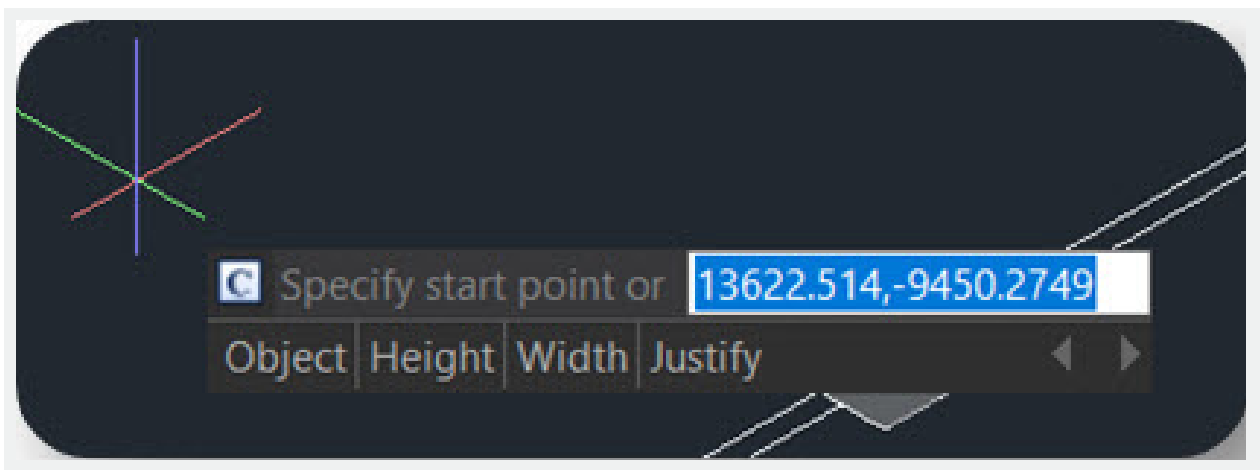 C Specify start point or 13622.514,-9450.2749
Object Height Width Justify